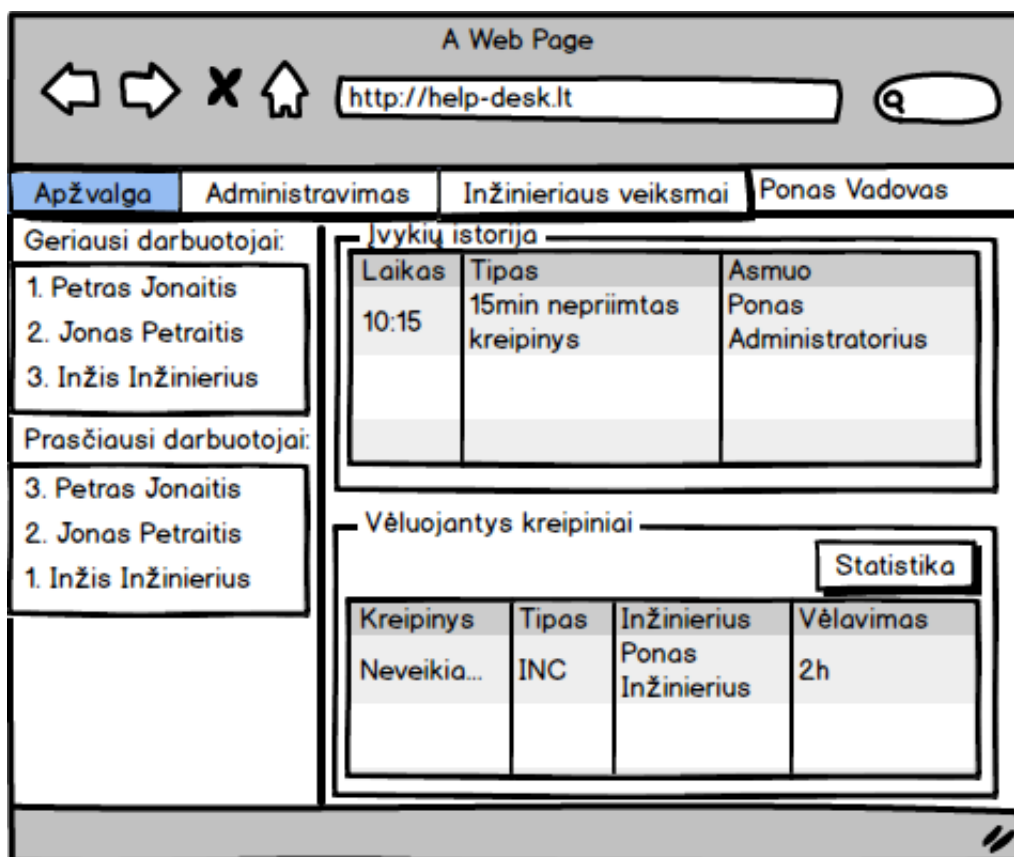 A Web Page
http://help-desk.lt
Apžvalga
Administravimas
Inžinieriaus veiksmai
Ponas Vadovas
Geriausi darbuotojai:
1. Petras Jonaitis
2. Jonas Petraitis
3. Inžis Inžinierius
Prasčiausi darbuotojai:
3. Petras Jonaitis
2. Jonas Petraitis
1. Inžis Inžinierius
Įvykių istorija
Laikas Tipas Asmuo
10:15
15min nepriimtas
kreipinys
Ponas
Administratorius
Vėluojantys kreipiniai
Statistika
Kreipinys Tipas Inžinierius Vėlavimas
Neveikia...
INC
Ponas
Inžinierius
2h